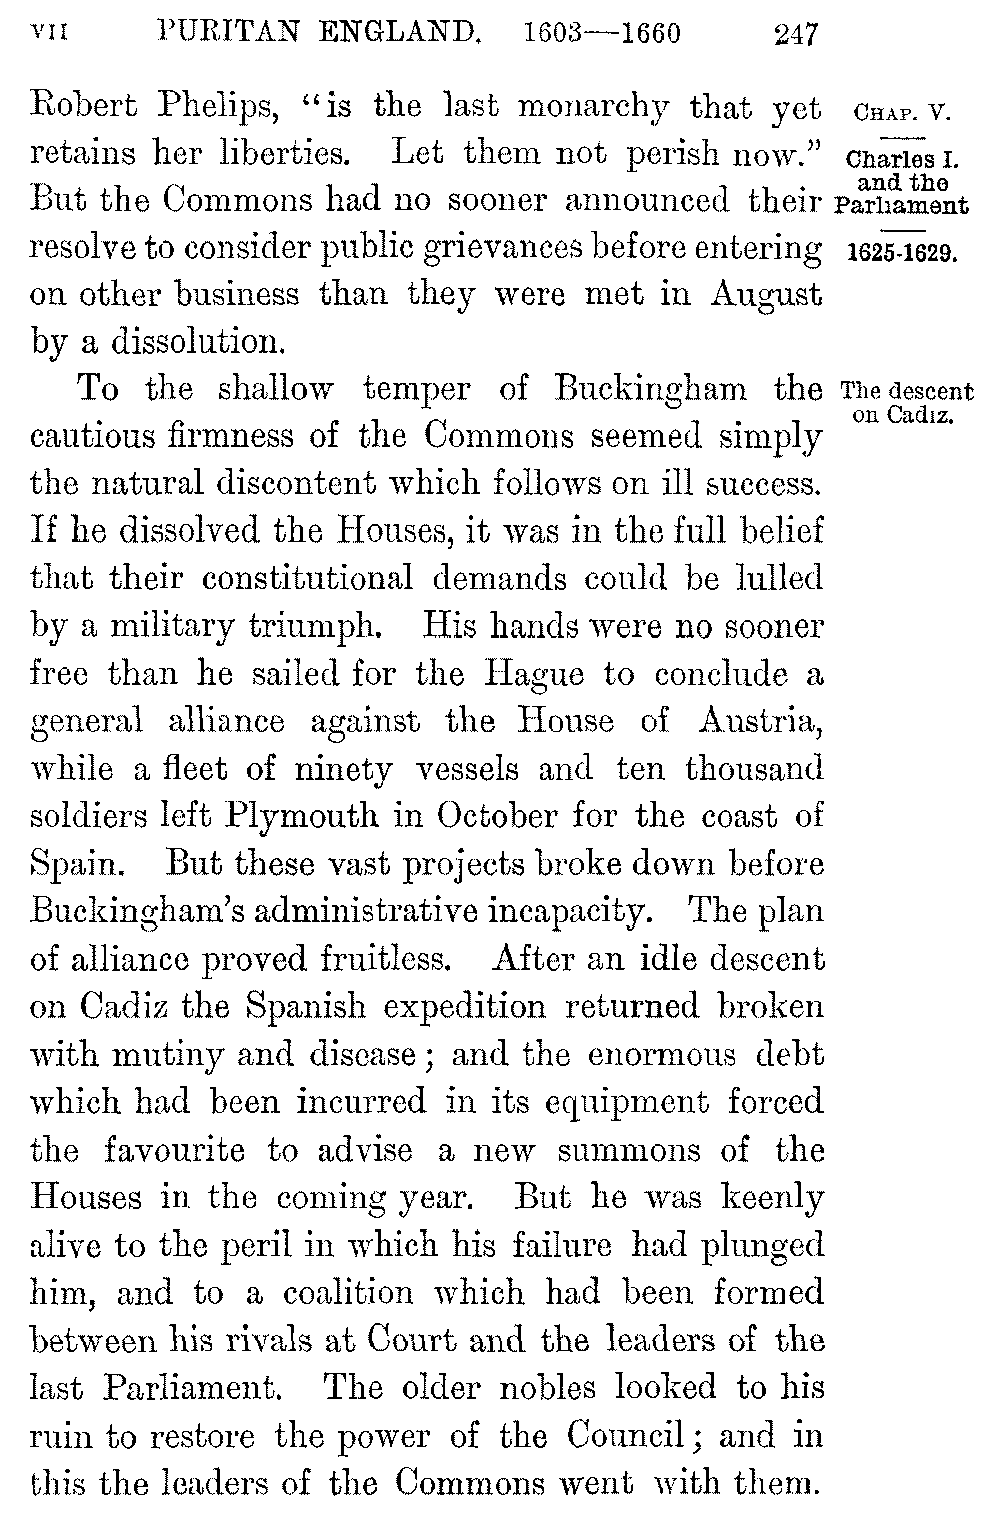 VII PURITAN ENGLAND. 1603—1660 247
Robert Phelips, “is the last monarchy that yet
retains her liberties. Let them not perish now.”
But the Commons had no sooner announced their
resolve to consider public grievances before entering
on other business than they were met in August
by a dissolution.
CHAP. V.
Charles I.
and the
Parliament
1625-1629.
To the shallow temper of Buckingham the
cautious firmness of the Commons seemed simply
the natural discontent which follows on ill success.
If he dissolved the Houses, it was in the full belief
that their constitutional demands could be lulled
by a military triumph. His hands were no sooner
free than he sailed for the Hague to conclude a
general alliance against the House of Austria,
while a fleet of ninety vessels and ten thousand
soldiers left Plymouth in October for the coast of
Spain. But these vast projects broke down before
Buckingham’s administrative incapacity. The plan
of alliance proved fruitless. After an idle descent
on Cadiz the Spanish expedition returned broken
with mutiny and disease; and the enormous debt
which had been incurred in its equipment forced
the favourite to advise a new summons of the
Houses in the coming year. But he was keenly
alive to the peril in which his failure had plunged
him, and to a coalition which had been formed
between his rivals at Court and the leaders of the
last Parliament. The older nobles looked to his
ruin to restore the power of the Council; and in
this the leaders of the Commons went with them.
The descent
on Cadiz.